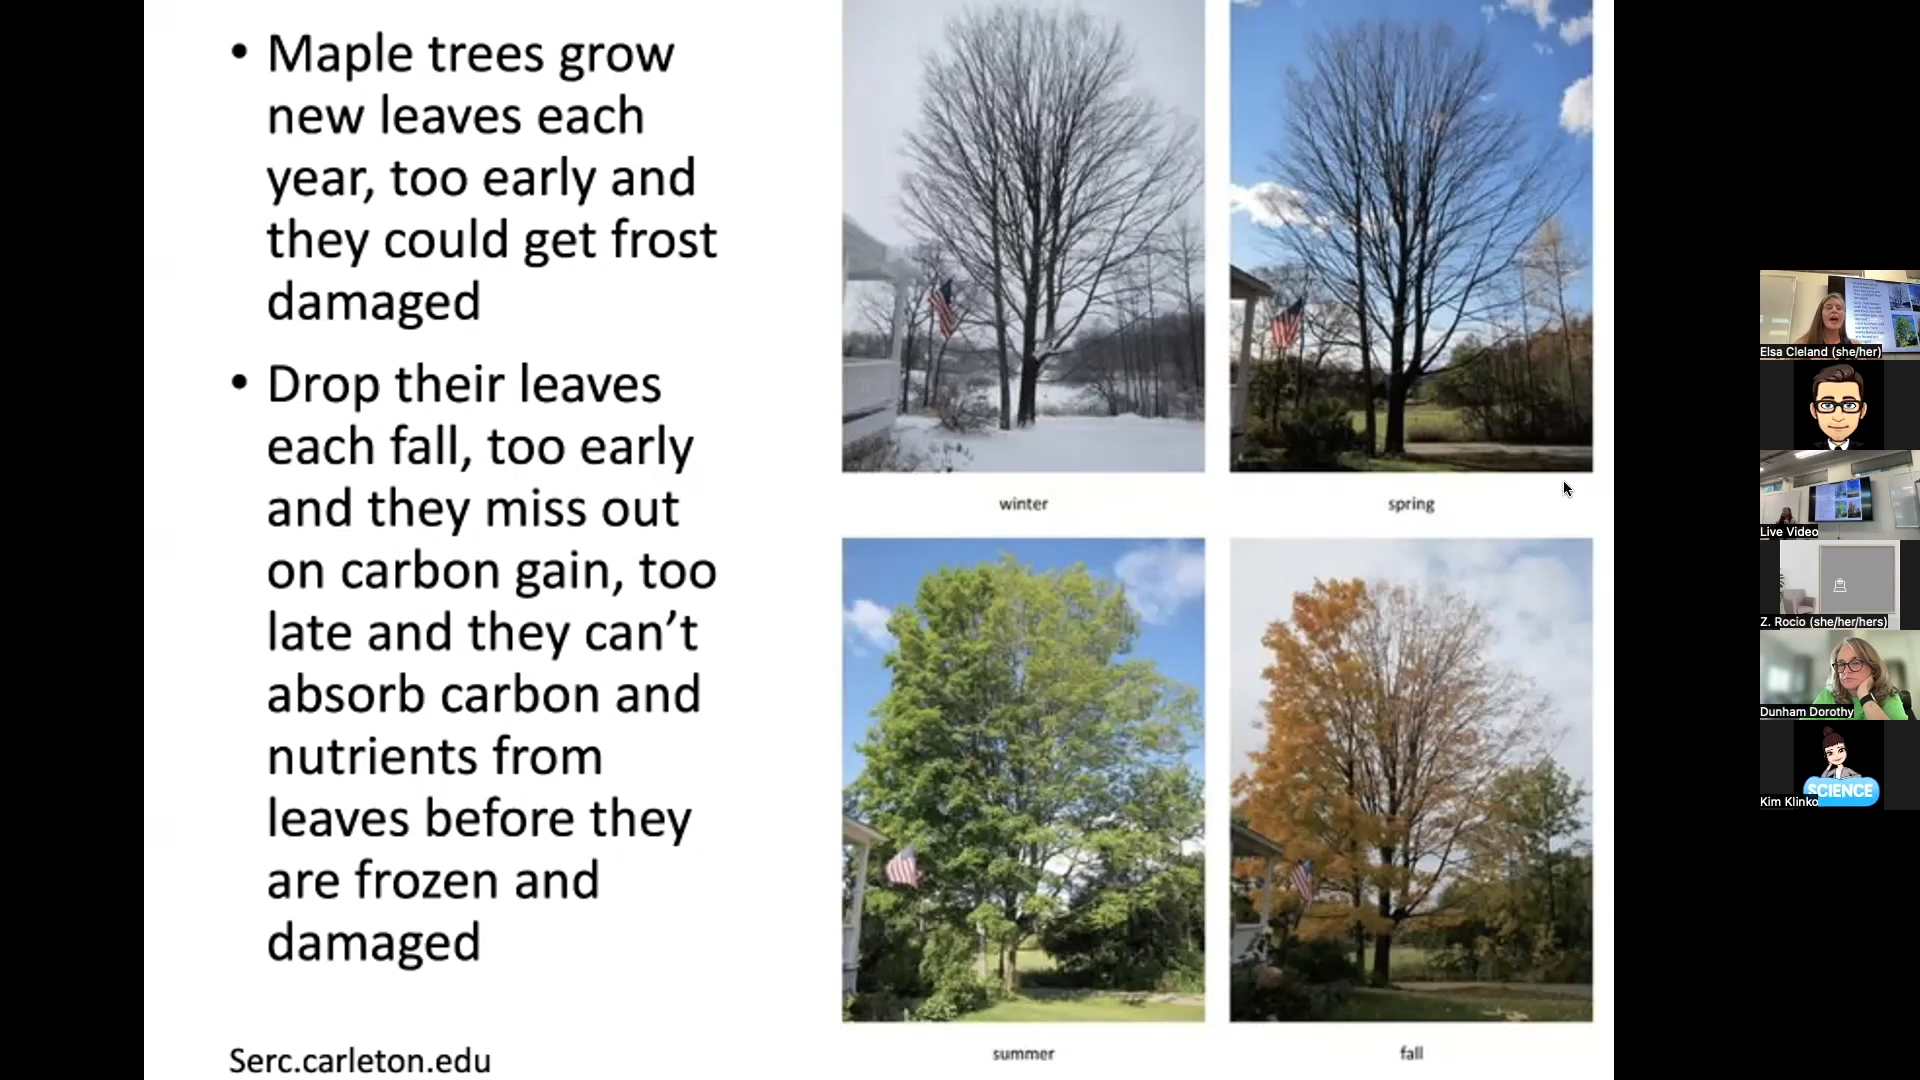 • Maple trees grow
new leaves each
year, too early and
they could get frost
damaged
• Drop their leaves
each fall, too early
and they miss out
on carbon gain, too
late and they can’t
absorb carbon and
nutrients from
leaves before they
are frozen and
damaged
Serc.carleton.edu
winter
spring
summer
fall
Elsa Cleland (she/her)
Live Video
Z. Rocio (she/her/hers)
Dunham Dorothy
SCIENCE
Kim Klinko